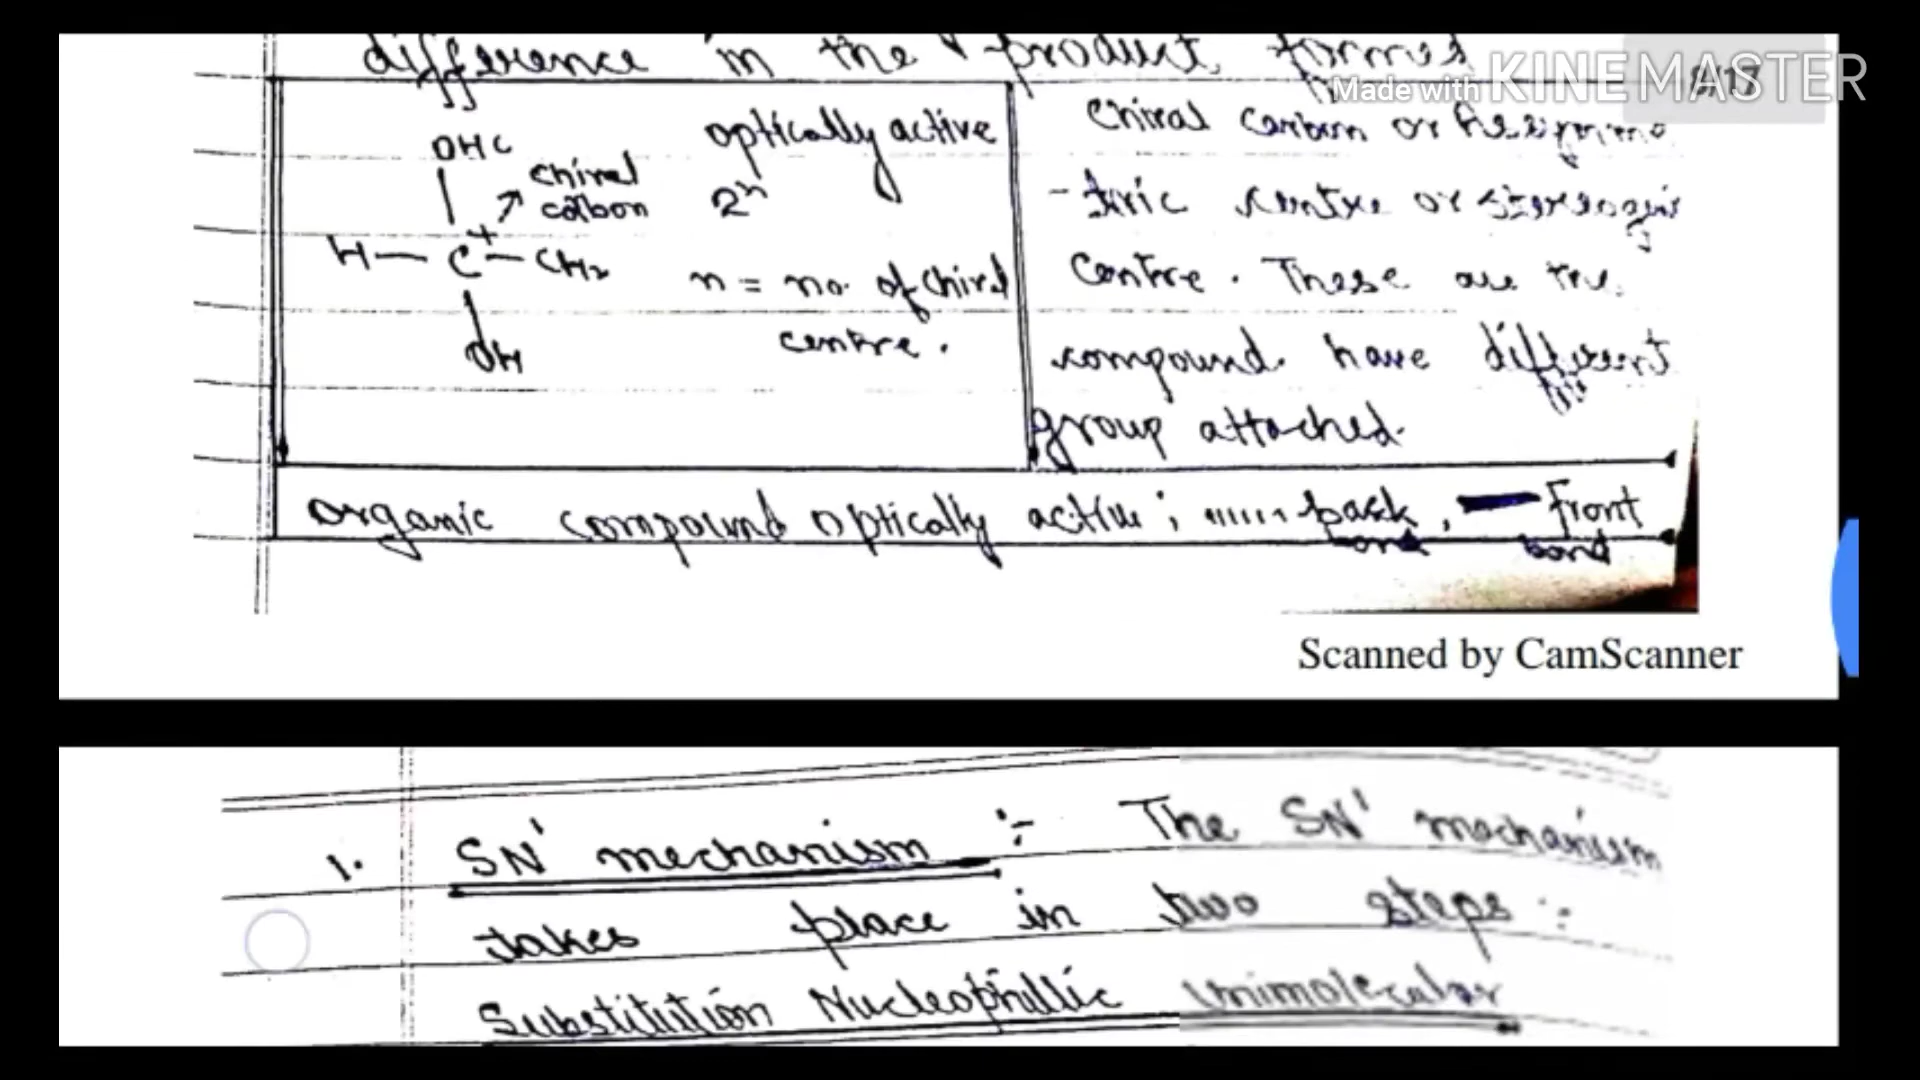 difference in the product formed
Made with KINEMASTER
OHC
chiral
carbon
H — C — CH₂
OH
optically active
2ⁿ
n = no. of chiral
centre.
Chiral carbon or
centre or
centre. These are the
compound. have different
group attached.
organic compound optically active; ...... back, — Front
bond bond
Scanned by CamScanner
1. SN¹ mechanism :- The SN¹ mechanism
takes place in two steps :
Substitution Nucleophillic Unimolecular